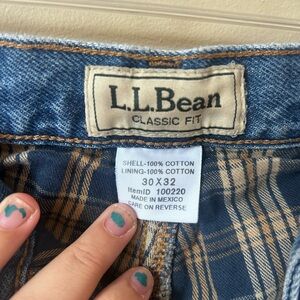 L.L.Bean
CLASSIC FIT
SHELL-100% COTTON
LINING-100% COTTON
30X32
ItemID 100220
MADE IN MEXICO
CARE ON REVERSE